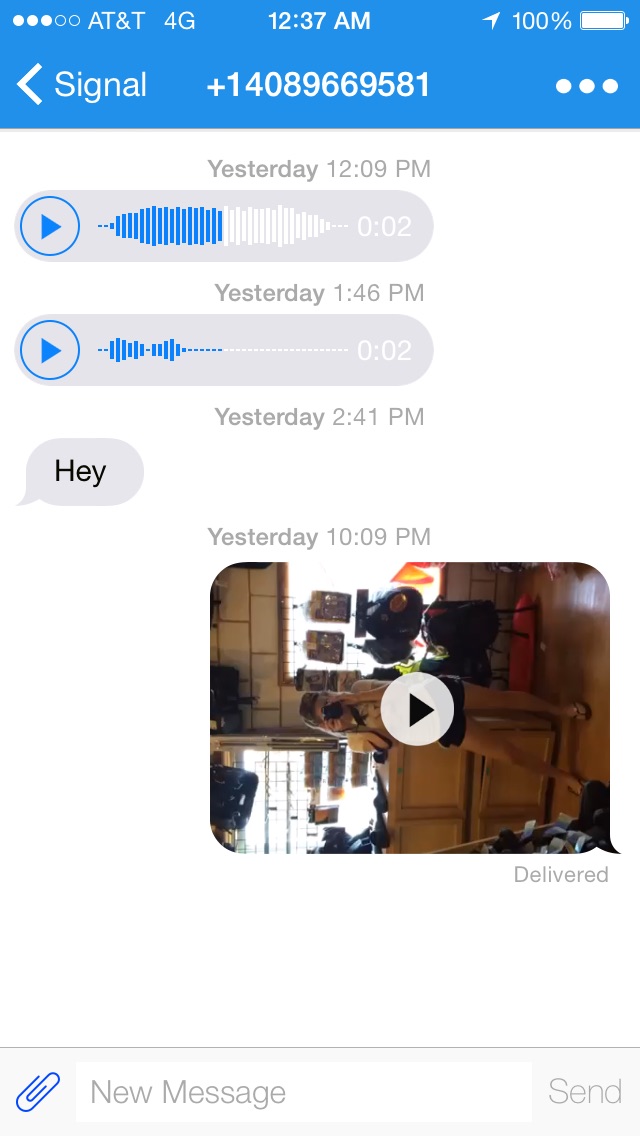 AT&T 4G 12:37 AM 100%
Signal +14089669581
Yesterday 12:09 PM
0:02
Yesterday 1:46 PM
0:02
Yesterday 2:41 PM
Hey
Yesterday 10:09 PM
Delivered
New Message Send